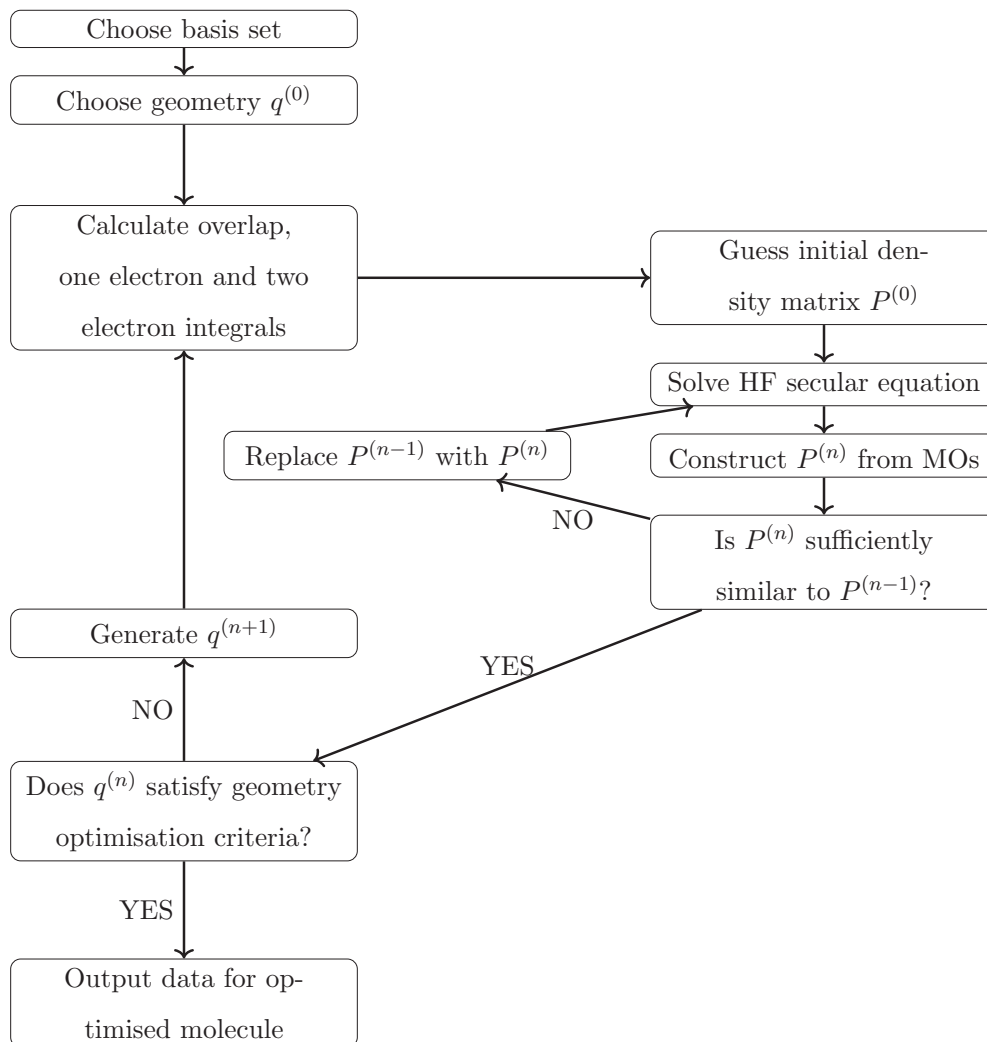 Choose basis set
Choose geometry q^{(0)}
Calculate overlap,
one electron and two
electron integrals
Guess initial den-
sity matrix P^{(0)}
Solve HF secular equation
Replace P^{(n−1)} with P^{(n)}
Construct P^{(n)} from MOs
NO
Is P^{(n)} sufficiently
similar to P^{(n−1)}?
Generate q^{(n+1)}
YES
NO
Does q^{(n)} satisfy geometry
optimisation criteria?
YES
Output data for op-
timised molecule